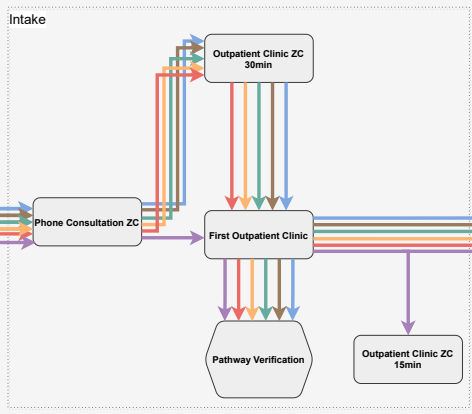 Intake
Outpatient Clinic ZC
30min
Phone Consultation ZC
First Outpatient Clinic
Pathway Verification
Outpatient Clinic ZC
15min